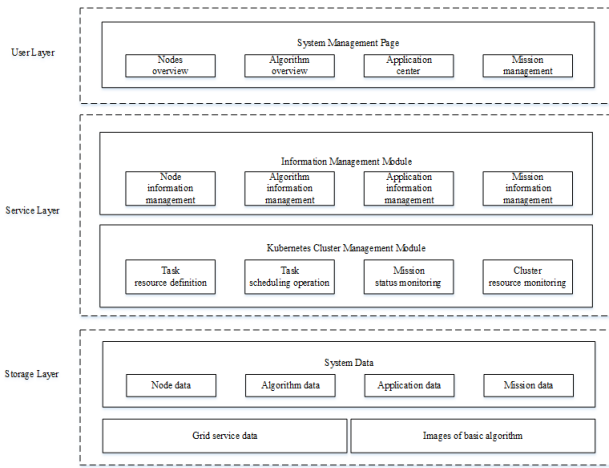 User Layer
System Management Page
Nodes
overview
Algorithm
overview
Application
center
Mission
management
Service Layer
Information Management Module
Node
information
management
Algorithm
information
management
Application
information
management
Mission
information
management
Kubernetes Cluster Management Module
Task
resource definition
Task
scheduling operation
Mission
status monitoring
Cluster
resource monitoring
Storage Layer
System Data
Node data
Algorithm data
Application data
Mission data
Grid service data
Images of basic algorithm